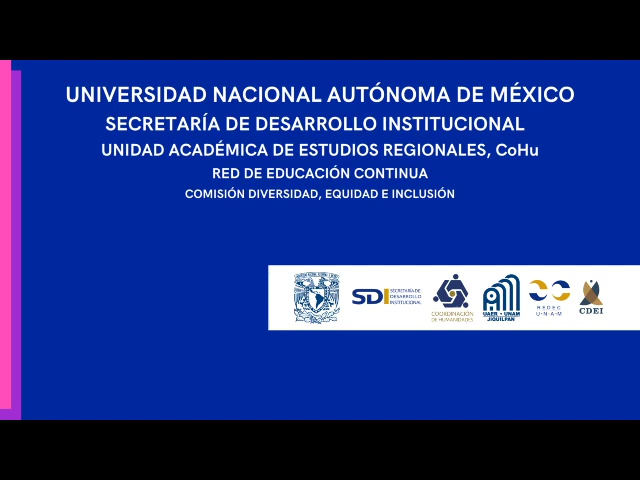 UNIVERSIDAD NACIONAL AUTÓNOMA DE MÉXICO
SECRETARÍA DE DESARROLLO INSTITUCIONAL
UNIDAD ACADÉMICA DE ESTUDIOS REGIONALES, CoHu
RED DE EDUCACIÓN CONTINUA
COMISIÓN DIVERSIDAD, EQUIDAD E INCLUSIÓN
SDI
SECRETARÍA DE
DESARROLLO
INSTITUCIONAL
COORDINACIÓN
DE HUMANIDADES
UAER · UNAM
JIQUILPAN
REDEC
U·N·A·M
CDEI